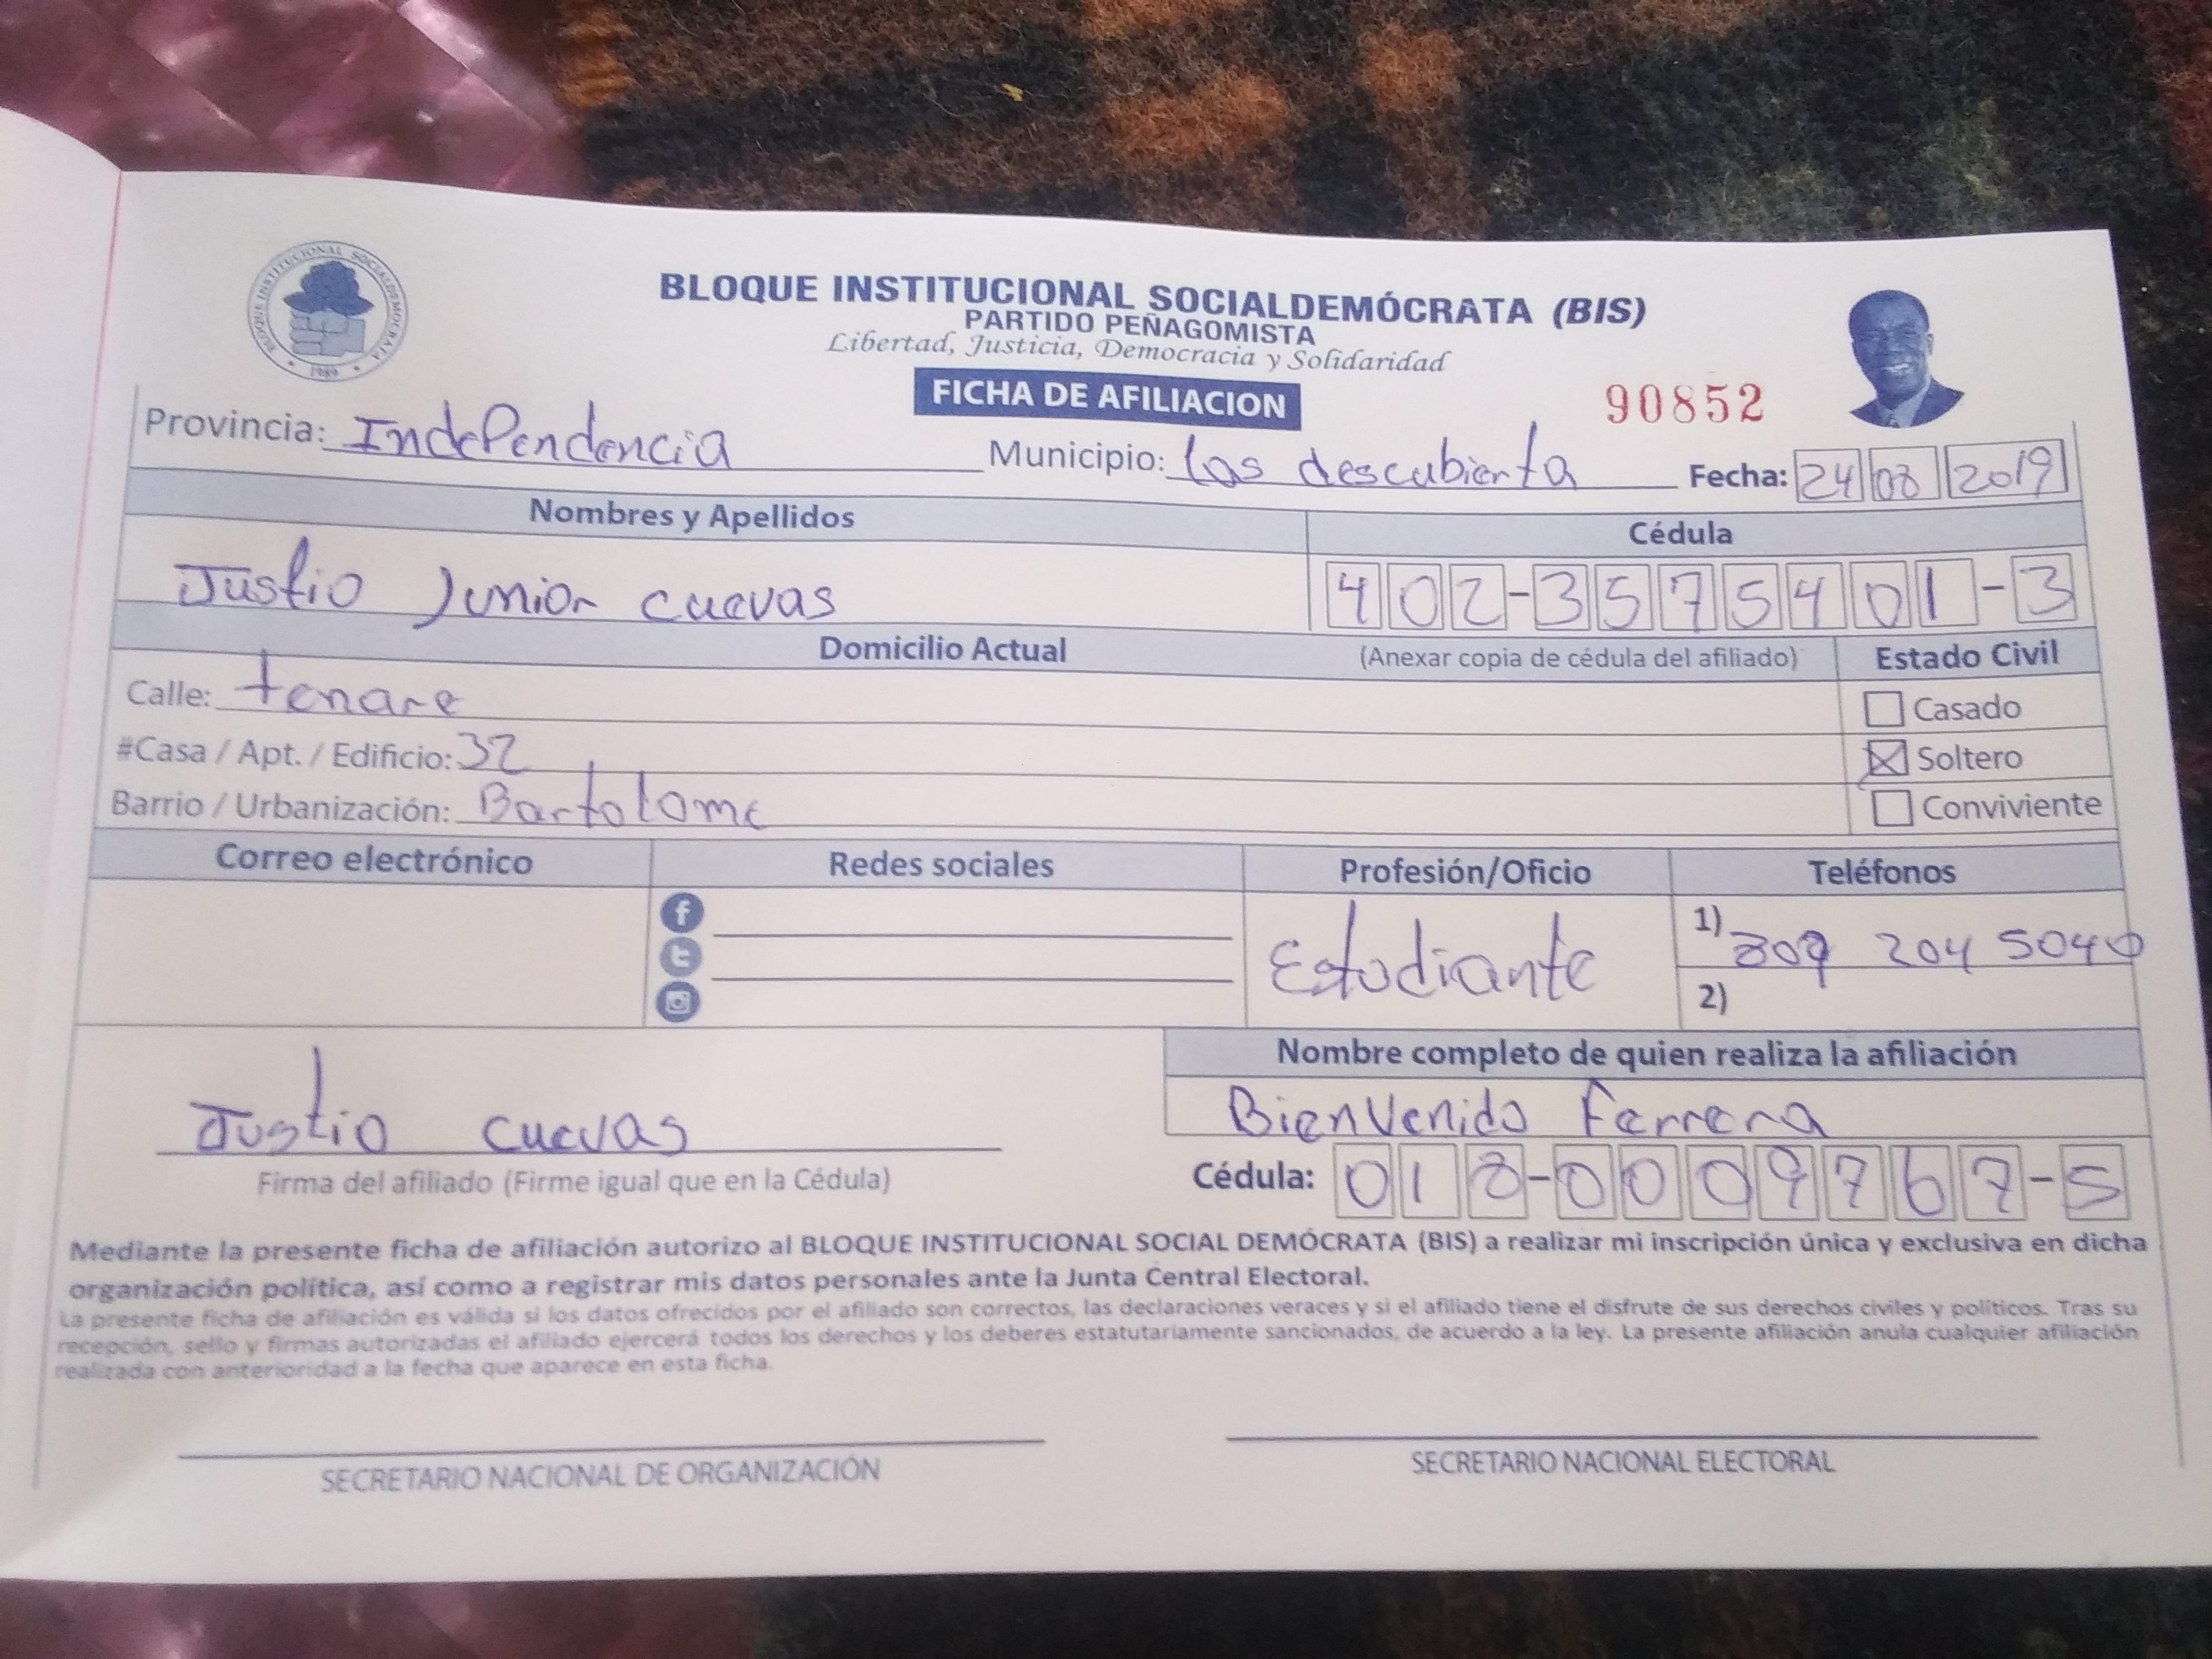 BLOQUE INSTITUCIONAL SOCIALDEMOCRATA
1989
BLOQUE INSTITUCIONAL SOCIALDEMÓCRATA (BIS)
PARTIDO PEÑAGOMISTA
Libertad, Justicia, Democracia y Solidaridad
FICHA DE AFILIACION
90852
Provincia: IndePendencia Municipio: las descubierta Fecha: 24 08 2019
Nombres y Apellidos Cédula
Justio Junior cuevas 402-3575401-3
Domicilio Actual (Anexar copia de cédula del afiliado) Estado Civil
Calle: tenare Casado
#Casa / Apt. / Edificio: 32 Soltero
Barrio / Urbanización: Bartolome Conviviente
Correo electrónico Redes sociales Profesión/Oficio Teléfonos
Estudiante 1) 809 204 5040
2)
Nombre completo de quien realiza la afiliación
Justio cuevas BienVenido Ferrera
Firma del afiliado (Firme igual que en la Cédula) Cédula: 018-0009767-5
Mediante la presente ficha de afiliación autorizo al BLOQUE INSTITUCIONAL SOCIAL DEMÓCRATA (BIS) a realizar mi inscripción única y exclusiva en dicha
organización política, así como a registrar mis datos personales ante la Junta Central Electoral.
La presente ficha de afiliación es válida si los datos ofrecidos por el afiliado son correctos, las declaraciones veraces y si el afiliado tiene el disfrute de sus derechos civiles y políticos. Tras su
recepción, sello y firmas autorizadas el afiliado ejercerá todos los derechos y los deberes estatutariamente sancionados, de acuerdo a la ley. La presente afiliación anula cualquier afiliación
realizada con anterioridad a la fecha que aparece en esta ficha.
SECRETARIO NACIONAL DE ORGANIZACIÓN SECRETARIO NACIONAL ELECTORAL